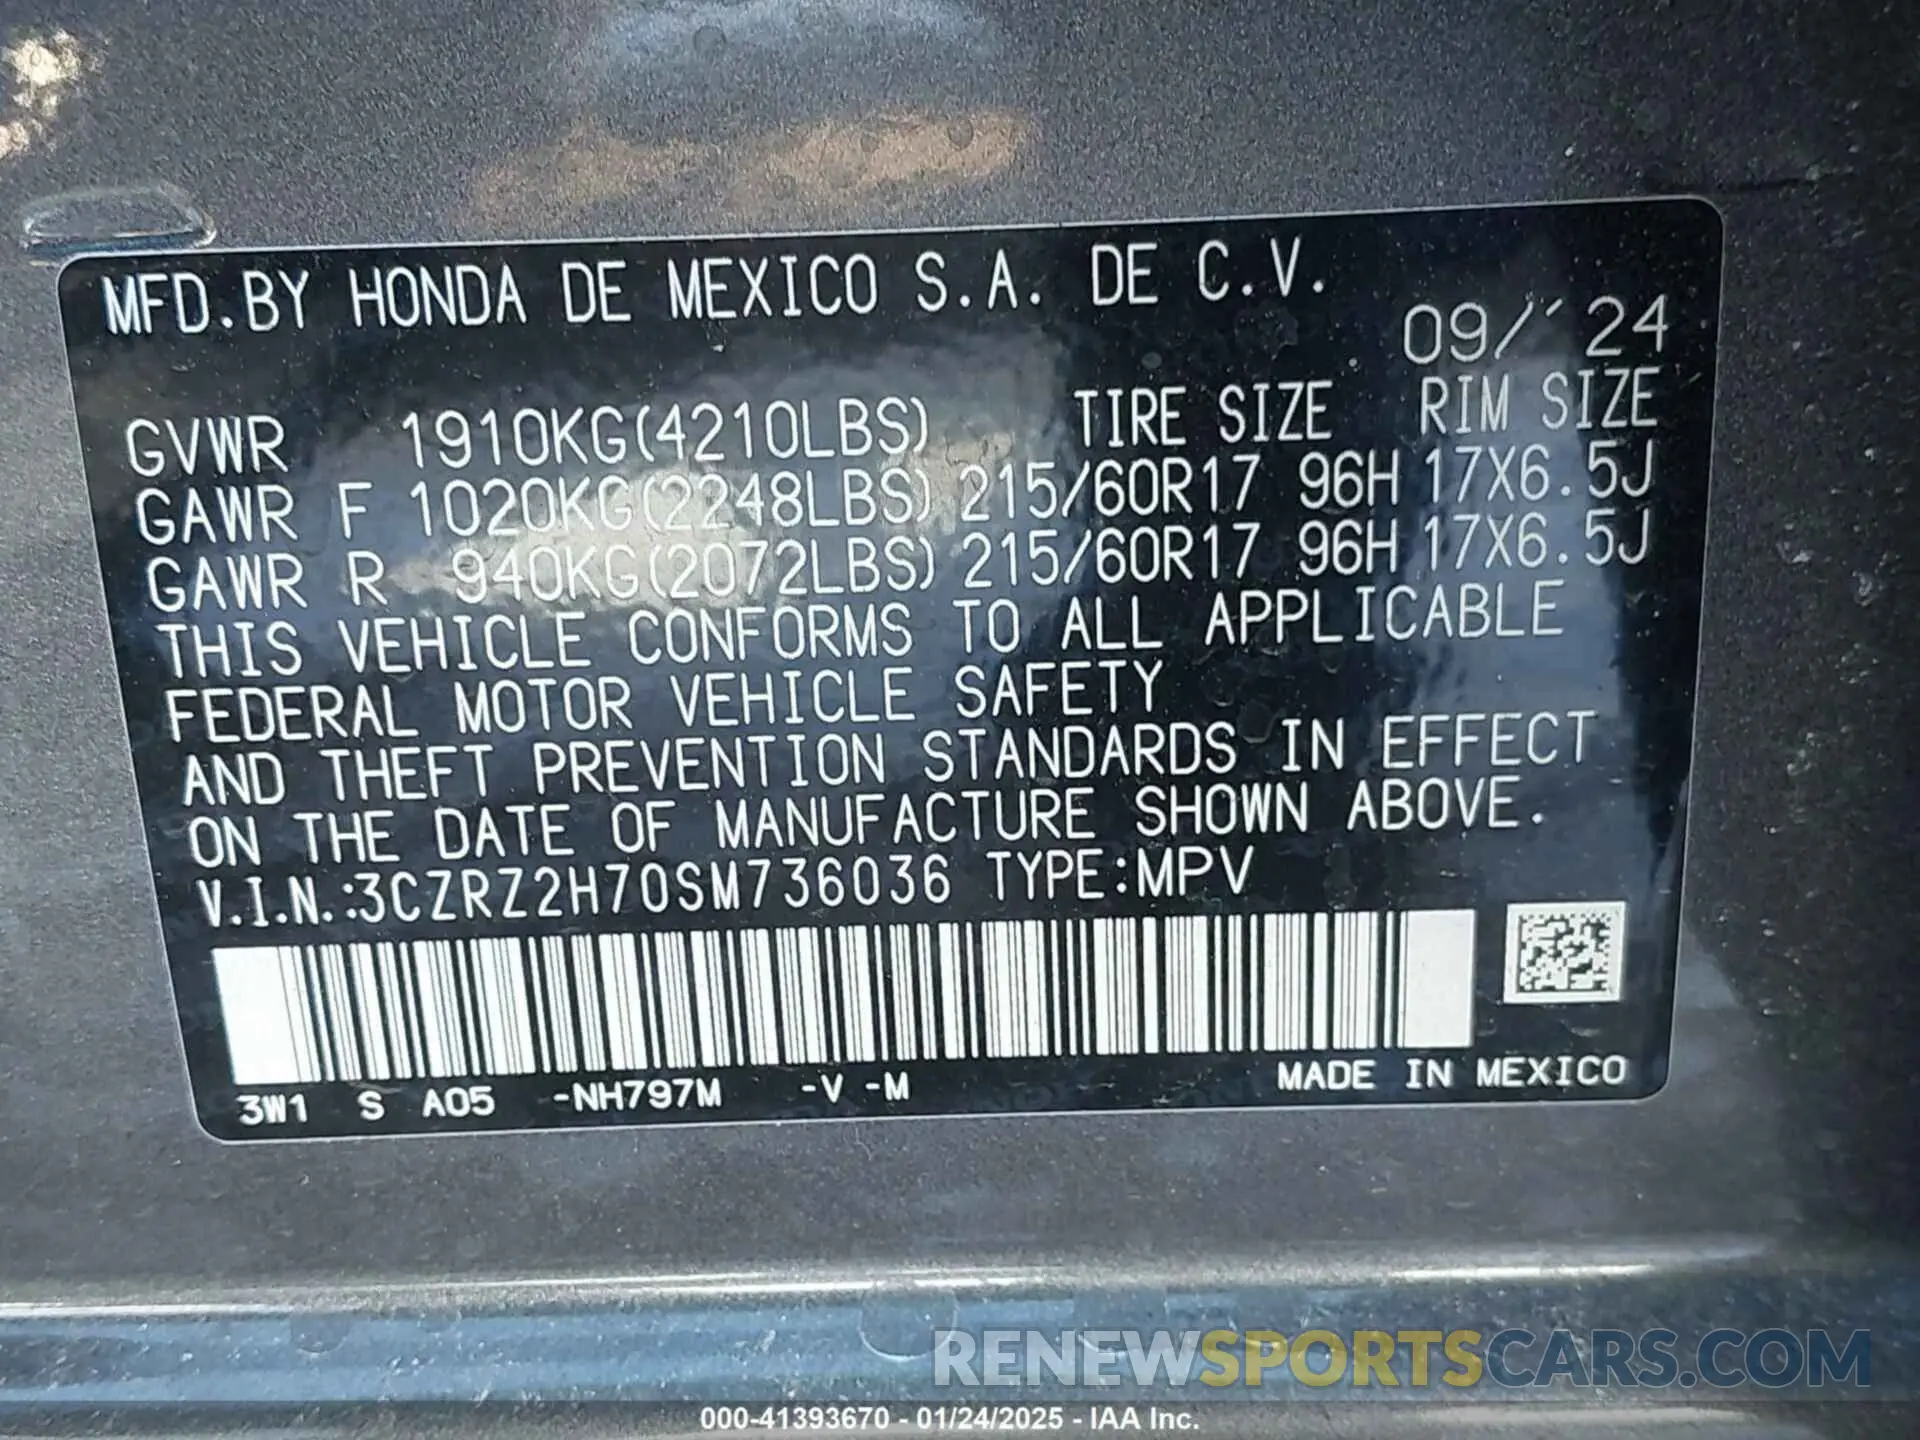 MFD.BY HONDA DE MEXICO S.A. DE C.V.
09/'24
GVWR 1910KG(4210LBS) TIRE SIZE RIM SIZE
GAWR F 1020KG(2248LBS) 215/60R17 96H 17X6.5J
GAWR R 940KG(2072LBS) 215/60R17 96H 17X6.5J
THIS VEHICLE CONFORMS TO ALL APPLICABLE
FEDERAL MOTOR VEHICLE SAFETY
AND THEFT PREVENTION STANDARDS IN EFFECT
ON THE DATE OF MANUFACTURE SHOWN ABOVE.
V.I.N.:3CZRZ2H70SM736036 TYPE:MPV
3W1 S A05 -NH797M -V -M MADE IN MEXICO
RENEWSPORTSCARS.COM
000-41393670 - 01/24/2025 - IAA Inc.